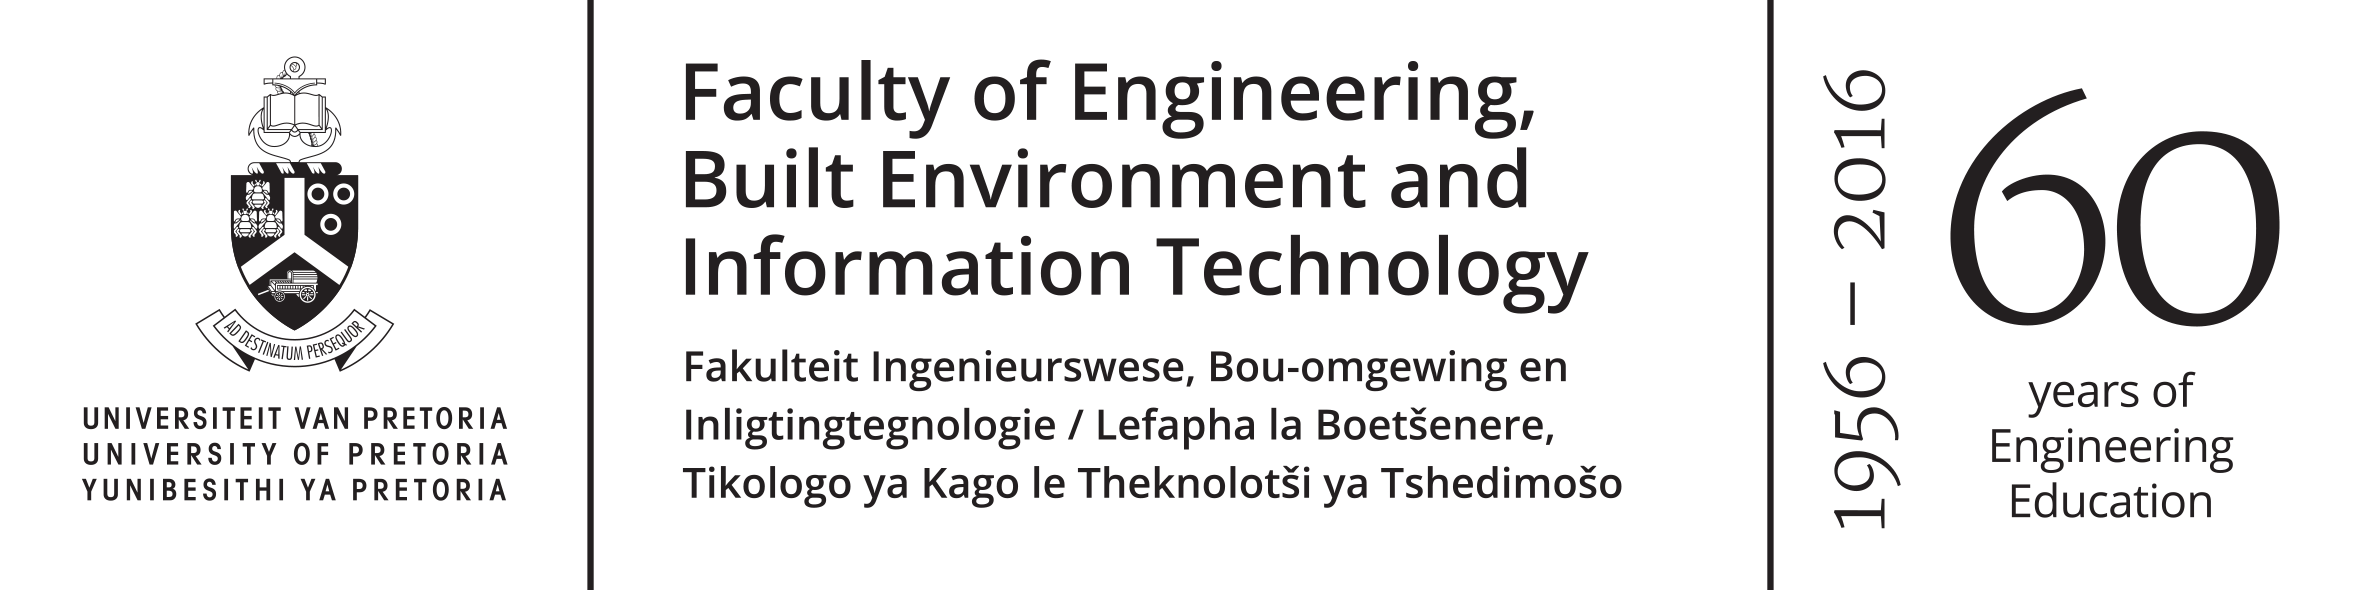 AD DESTINATUM PERSEQUOR
UNIVERSITEIT VAN PRETORIA
UNIVERSITY OF PRETORIA
YUNIBESITHI YA PRETORIA
Faculty of Engineering,
Built Environment and
Information Technology
Fakulteit Ingenieurswese, Bou-omgewing en
Inligtingtegnologie / Lefapha la Boetšenere,
Tikologo ya Kago le Theknolotši ya Tshedimošo
1956 – 2016
60
years of
Engineering
Education